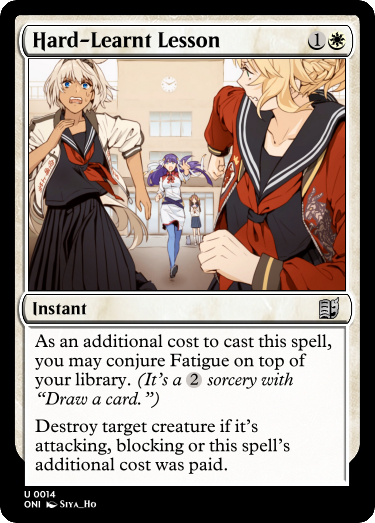 Hard-Learnt Lesson 1
Instant
As an additional cost to cast this spell,
you may conjure Fatigue on top of
your library. (It's a 2 sorcery with
“Draw a card.”)
Destroy target creature if it's
attacking, blocking or this spell's
additional cost was paid.
U 0014
ONI Siya_Ho